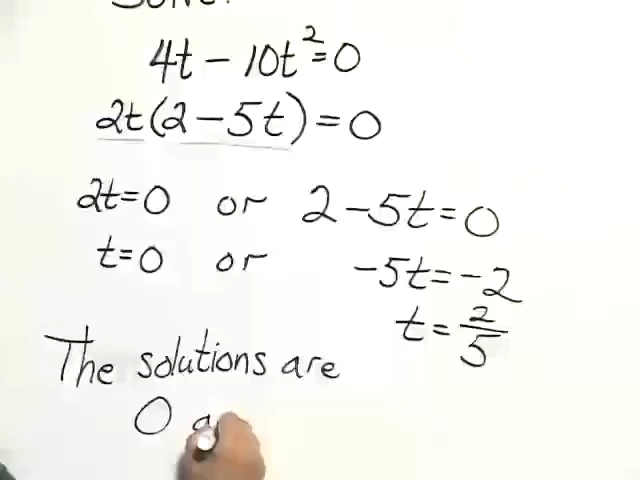 4t - 10t² = 0
2t(2 - 5t) = 0
2t = 0 or 2 - 5t = 0
t = 0 or -5t = -2
t = 2/5
The solutions are
0